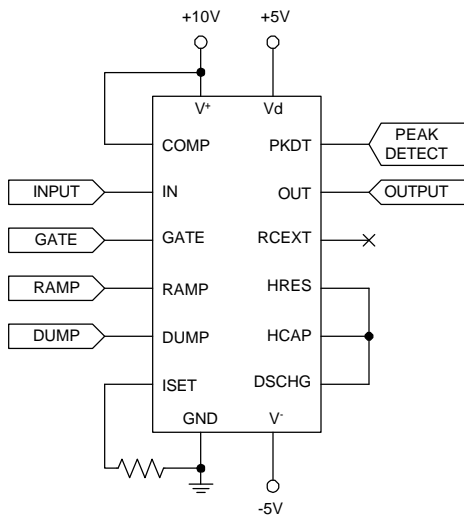 +10V +5V
V+ Vd
COMP PKDT PEAK
DETECT
INPUT IN OUT OUTPUT
GATE GATE RCEXT
RAMP RAMP HRES
DUMP DUMP HCAP
ISET DSCHG
GND V-
-5V